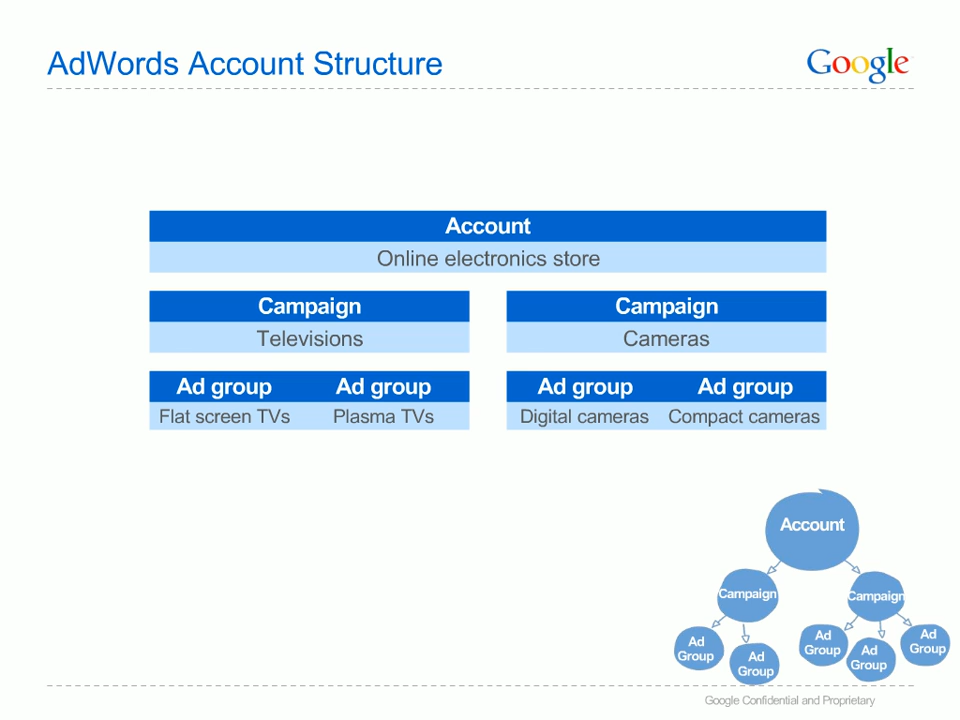 AdWords Account Structure
Google
Account
Online electronics store
Campaign
Campaign
Televisions
Cameras
Ad group Ad group
Ad group Ad group
Flat screen TVs Plasma TVs
Digital cameras Compact cameras
Account
Campaign
Campaign
Ad
Group
Ad
Group
Ad
Group
Ad
Group
Ad
Group
Google Confidential and Proprietary